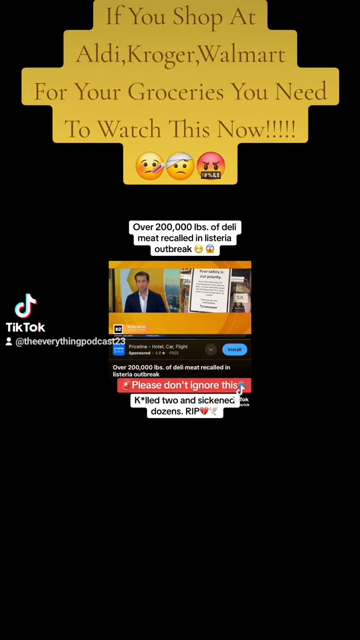 If You Shop At
Aldi,Kroger,Walmart
For Your Groceries You Need
To Watch This Now!!!!!
Over 200,000 lbs. of deli
meat recalled in listeria
outbreak
Your safety is
our priority.
TikTok
@theeverythingpodcast23
Priceline - Hotel, Car, Flight
Sponsored · 4.8 ★ FREE
Install
Over 200,000 lbs. of deli meat recalled in
listeria outbreak
Please don't ignore this
K*lled two and sickened
dozens. RIP